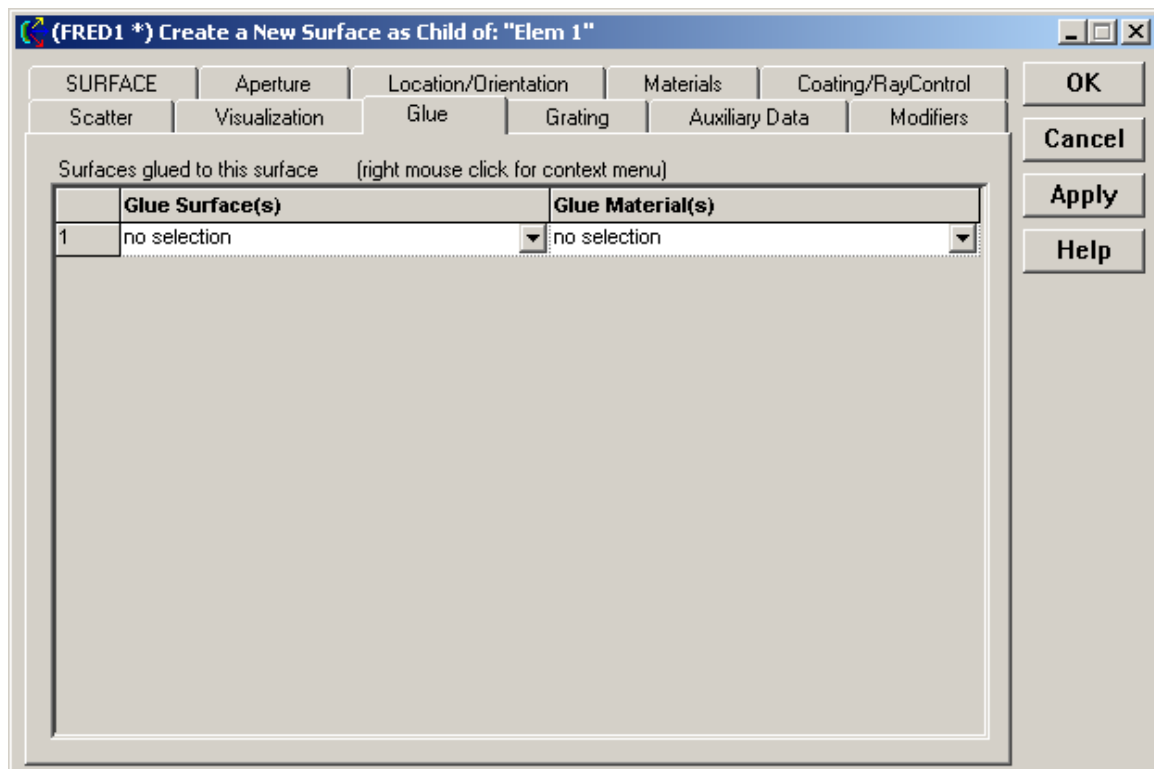 (FRED1 *) Create a New Surface as Child of: "Elem 1"
SURFACE Aperture Location/Orientation Materials Coating/RayControl
Scatter Visualization Glue Grating Auxiliary Data Modifiers
OK
Cancel
Apply
Help
Surfaces glued to this surface (right mouse click for context menu)
Glue Surface(s) Glue Material(s)
1 no selection no selection